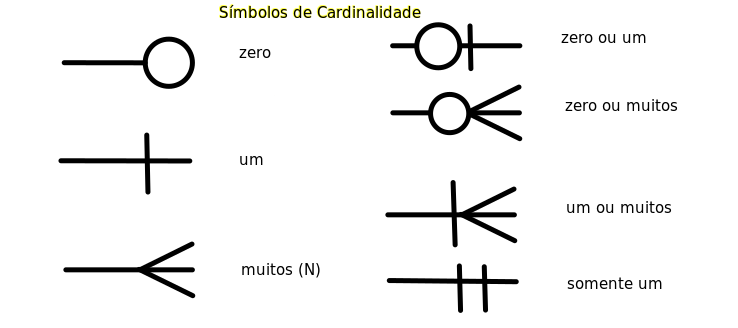 Símbolos de Cardinalidade
zero
um
muitos (N)
zero ou um
zero ou muitos
um ou muitos
somente um